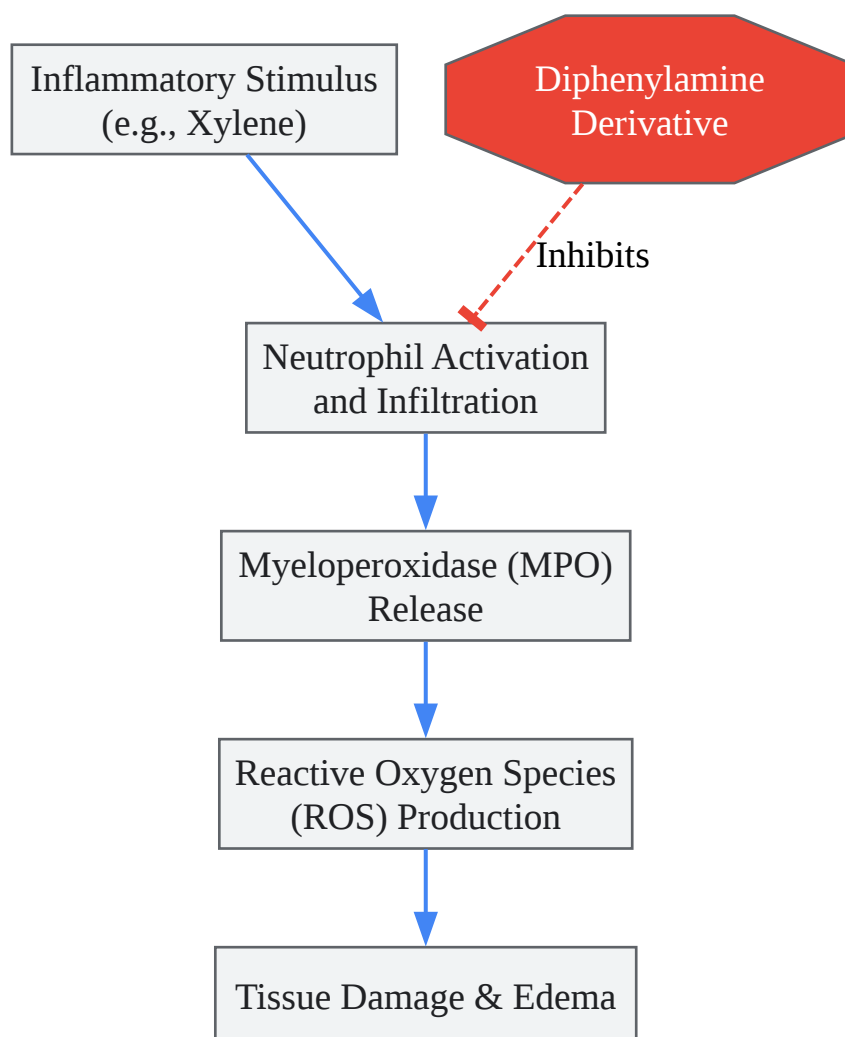 Inflammatory Stimulus
(e.g., Xylene)
Diphenylamine
Derivative
Inhibits
Neutrophil Activation
and Infiltration
Myeloperoxidase (MPO)
Release
Reactive Oxygen Species
(ROS) Production
Tissue Damage & Edema